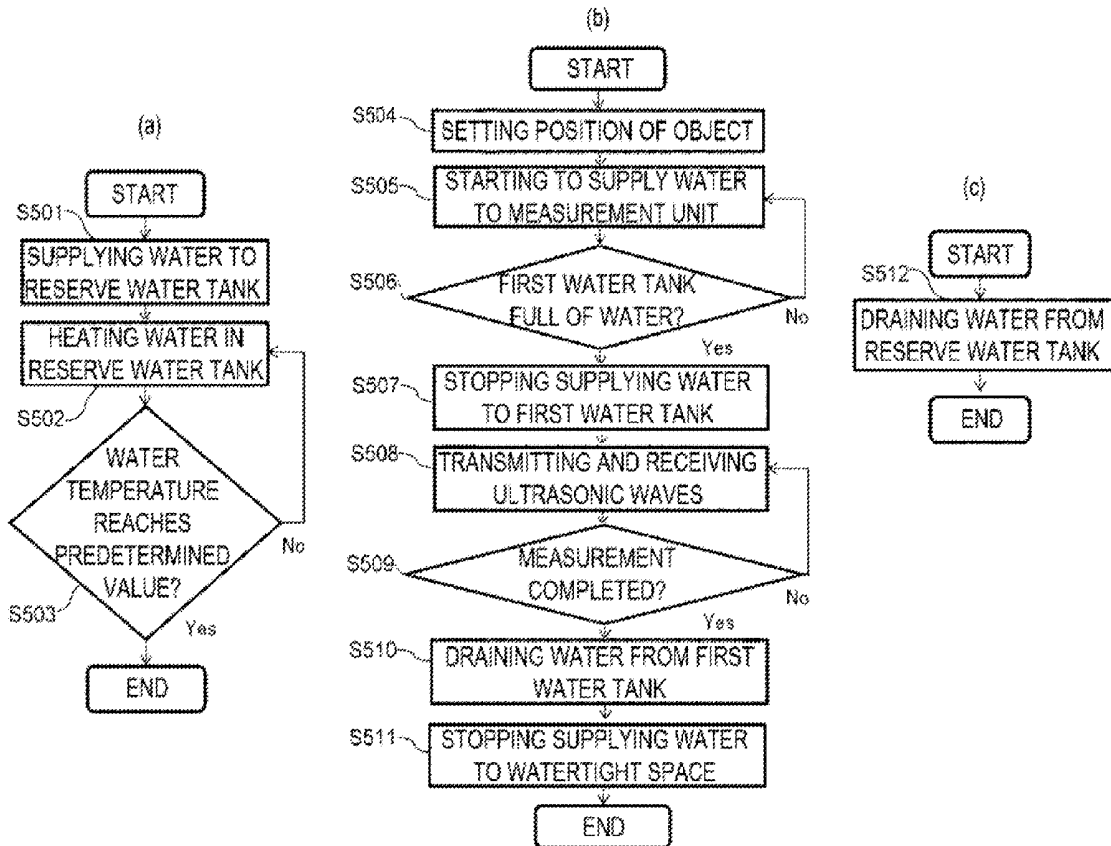 (a)
START
S501
SUPPLYING WATER TO
RESERVE WATER TANK
HEATING WATER IN
RESERVE WATER TANK
S502
WATER
TEMPERATURE
REACHES
PREDETERMINED
VALUE?
No
S503
Yes
END
(b)
START
S504
SETTING POSITION OF OBJECT
S505
STARTING TO SUPPLY WATER
TO MEASUREMENT UNIT
S506
FIRST WATER TANK
FULL OF WATER?
No
Yes
S507
STOPPING SUPPLYING WATER
TO FIRST WATER TANK
S508
TRANSMITTING AND RECEIVING
ULTRASONIC WAVES
S509
MEASUREMENT
COMPLETED?
No
Yes
S510
DRAINING WATER FROM FIRST
WATER TANK
S511
STOPPING SUPPLYING WATER
TO WATERTIGHT SPACE
END
(c)
START
S512
DRAINING WATER FROM
RESERVE WATER TANK
END